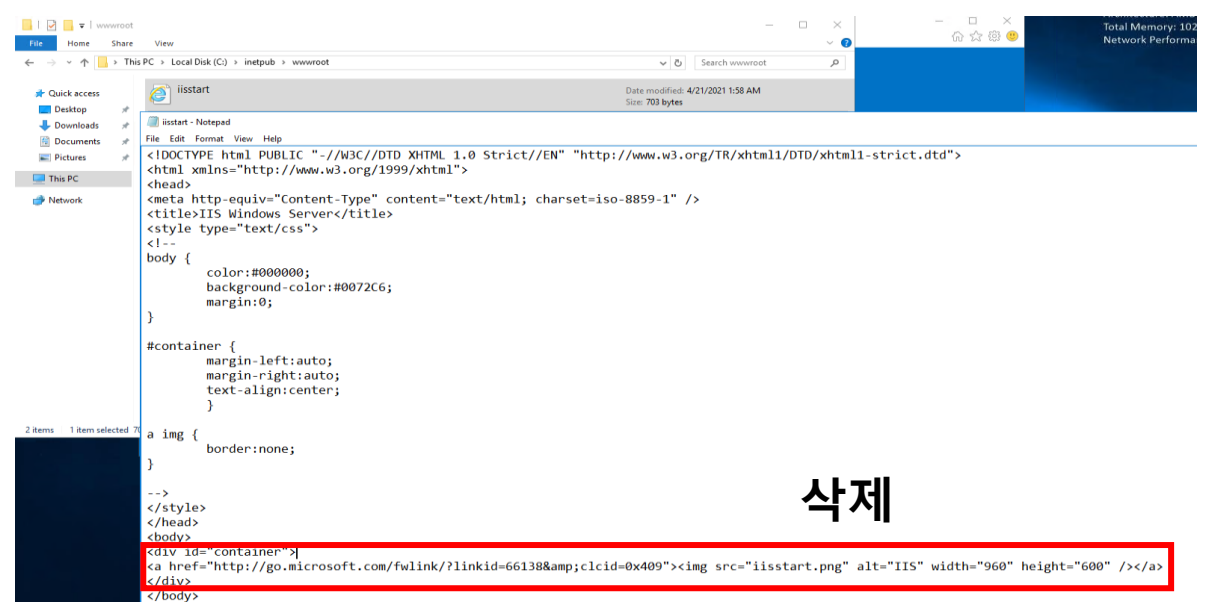 wwwroot
File Home Share View
This PC > Local Disk (C:) > inetpub > wwwroot
Search wwwroot
Total Memory: 102
Network Performa
Quick access
Desktop
Downloads
Documents
Pictures
This PC
Network
iisstart
Date modified: 4/21/2021 1:58 AM
Size: 703 bytes
iisstart - Notepad
File Edit Format View Help
<!DOCTYPE html PUBLIC "-//W3C//DTD XHTML 1.0 Strict//EN" "http://www.w3.org/TR/xhtml1/DTD/xhtml1-strict.dtd">
<html xmlns="http://www.w3.org/1999/xhtml">
<head>
<meta http-equiv="Content-Type" content="text/html; charset=iso-8859-1" />
<title>IIS Windows Server</title>
<style type="text/css">
<!--
body {
color:#000000;
background-color:#0072C6;
margin:0;
}
#container {
margin-left:auto;
margin-right:auto;
text-align:center;
}
a img {
border:none;
}
-->
</style>
</head>
<body>
<div id="container">
<a href="http://go.microsoft.com/fwlink/?linkid=66138&amp;clcid=0x409"><img src="iisstart.png" alt="IIS" width="960" height="600" /></a>
</div>
</body>
삭제
2 items 1 item selected